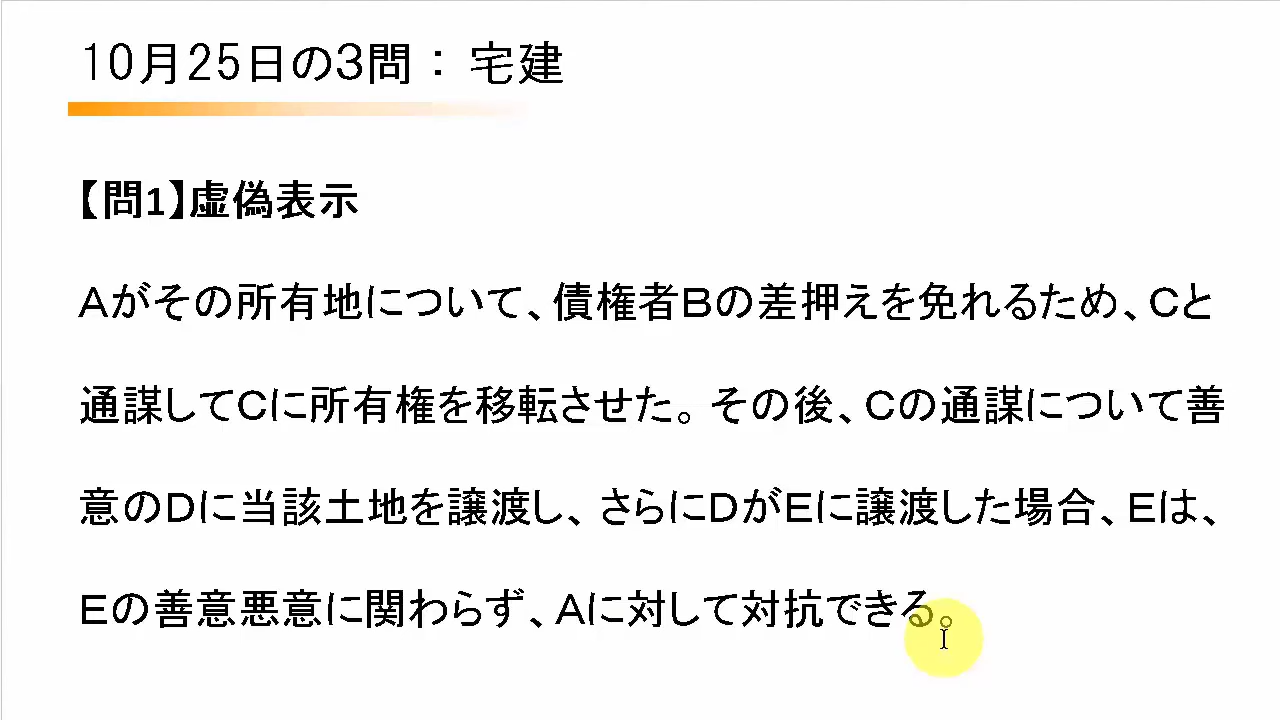 10月25日の3問：宅建
【問1】虚偽表示
Aがその所有地について、債権者Bの差押えを免れるため、Cと
通謀してCに所有権を移転させた。その後、Cの通謀について善
意のDに当該土地を譲渡し、さらにDがEに譲渡した場合、Eは、
Eの善意悪意に関わらず、Aに対して対抗できる。